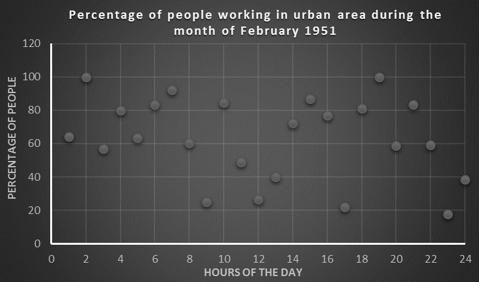 Percentage of people working in urban area during the
month of February 1951
120
100
80
60
40
20
0
PERCENTAGE OF PEOPLE
0 2 4 6 8 10 12 14 16 18 20 22 24
HOURS OF THE DAY